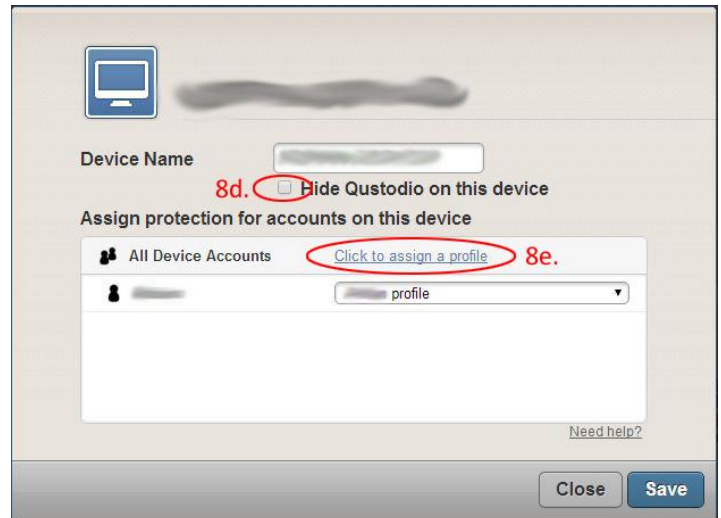 Device Name
8d. Hide Qustodio on this device
Assign protection for accounts on this device
All Device Accounts Click to assign a profile 8e.
profile
Need help?
Close Save